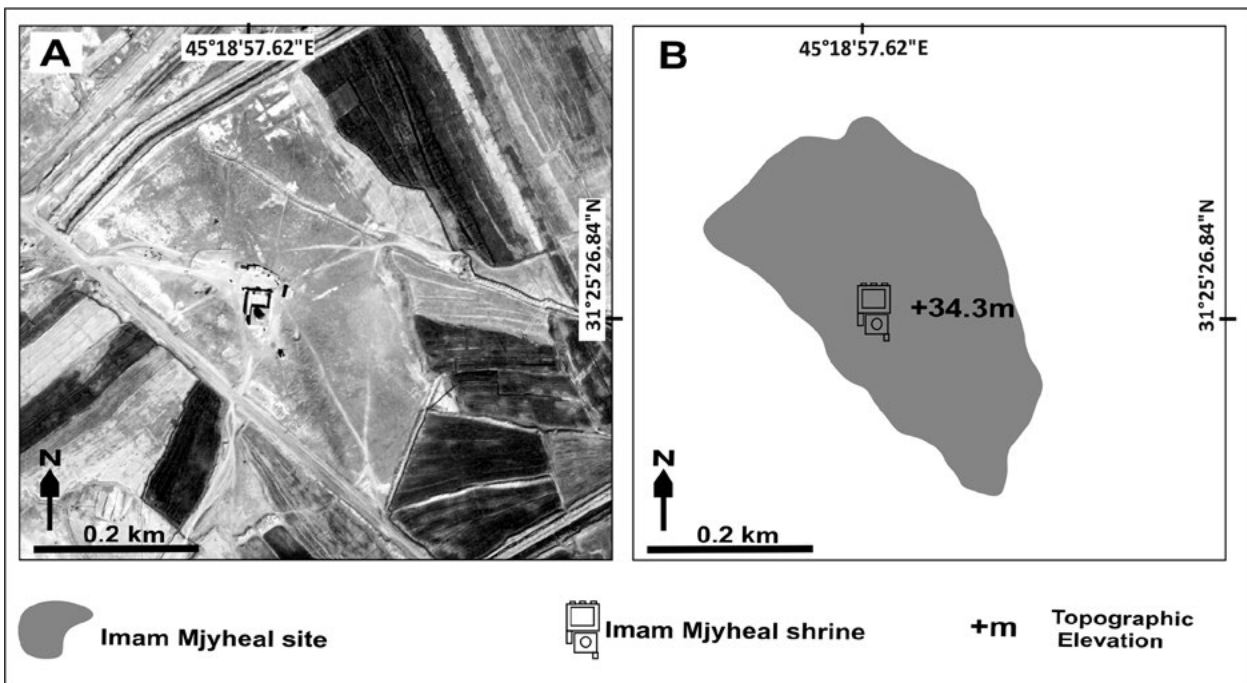 A
45°18'57.62"E
31°25'26.84"N
N
0.2 km
B
45°18'57.62"E
+34.3m
31°25'26.84"N
N
0.2 km
Imam Mjyheal site
Imam Mjyheal shrine
+m
Topographic
Elevation